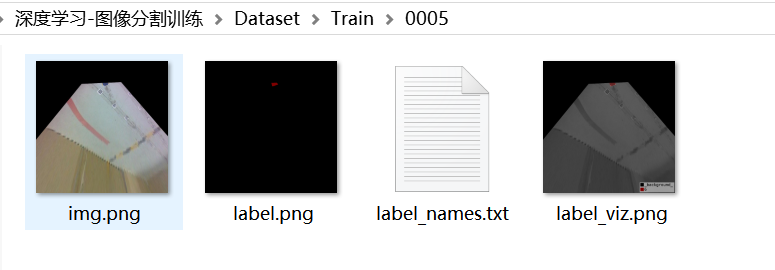 深度学习-图像分割训练 > Dataset > Train > 0005
img.png
label.png
label_names.txt
label_viz.png